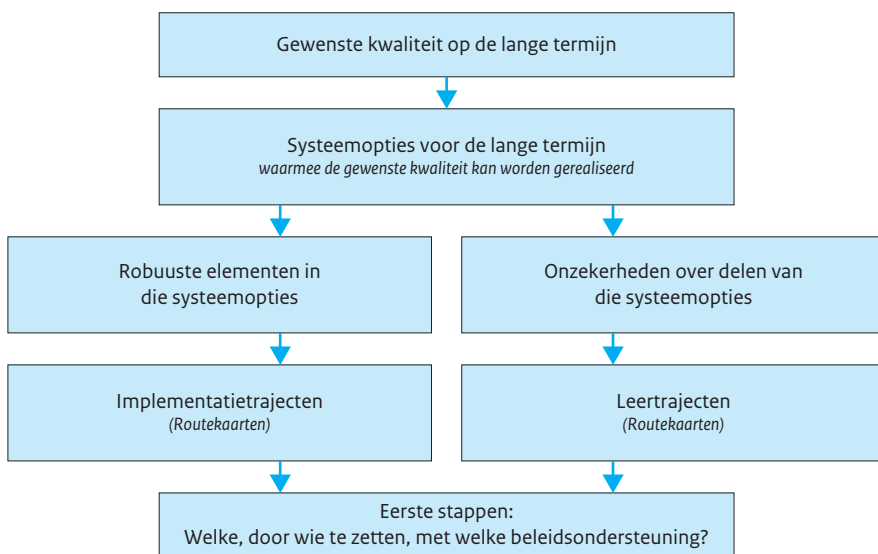 Gewenste kwaliteit op de lange termijn
Systeemopties voor de lange termijn
waarmee de gewenste kwaliteit kan worden gerealiseerd
Robuuste elementen in
die systeemopties
Onzekerheden over delen van
die systeemopties
Implementatietrajecten
(Routekaarten)
Leertrajecten
(Routekaarten)
Eerste stappen:
Welke, door wie te zetten, met welke beleidsondersteuning?